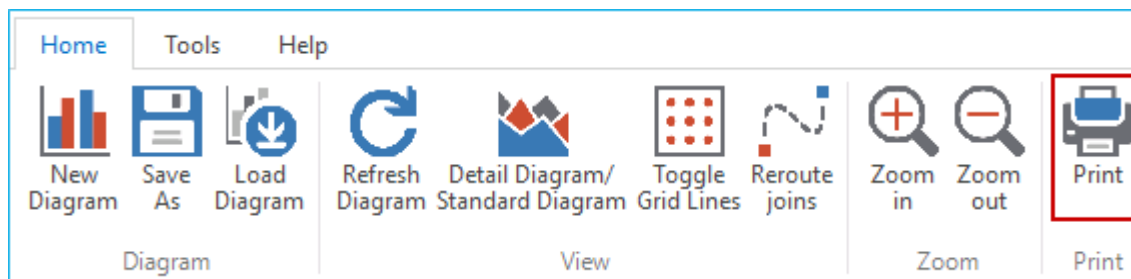 Home Tools Help
New Diagram
Save As
Load Diagram
Refresh Diagram
Detail Diagram/ Standard Diagram
Toggle Grid Lines
Reroute joins
Zoom in
Zoom out
Print
Diagram View Zoom Print